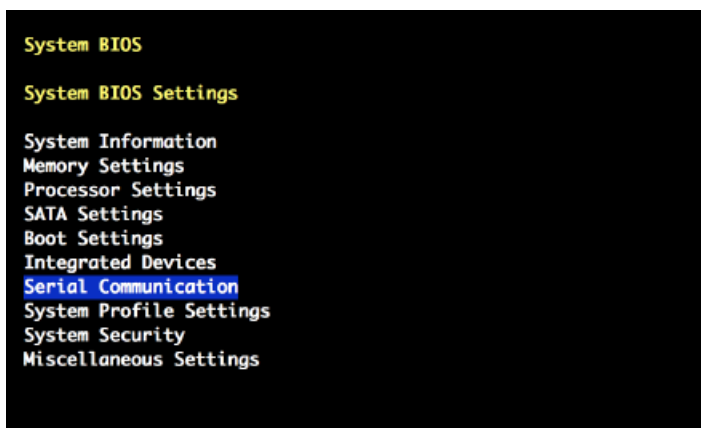 System BIOS
System BIOS Settings
System Information
Memory Settings
Processor Settings
SATA Settings
Boot Settings
Integrated Devices
Serial Communication
System Profile Settings
System Security
Miscellaneous Settings